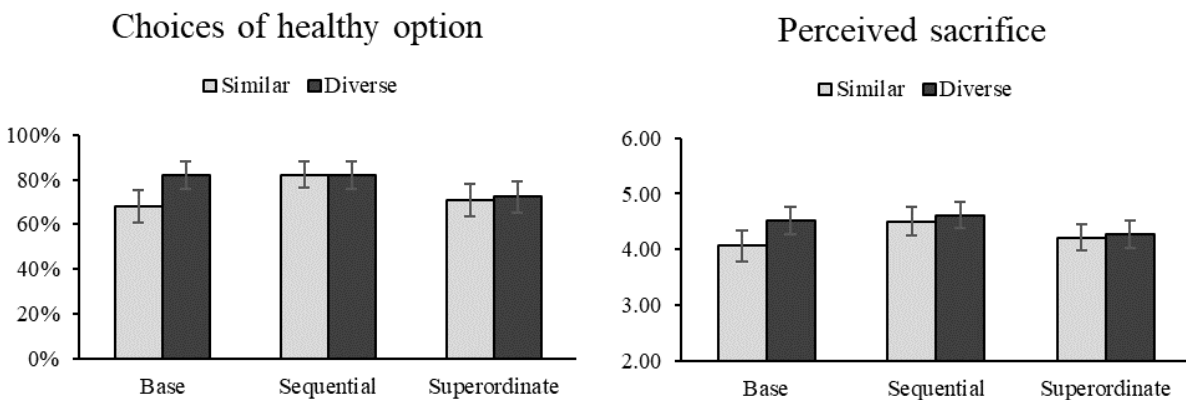 Choices of healthy option
Similar Diverse
100%
80%
60%
40%
20%
0%
Base Sequential Superordinate
Perceived sacrifice
Similar Diverse
6.00
5.00
4.00
3.00
2.00
Base Sequential Superordinate